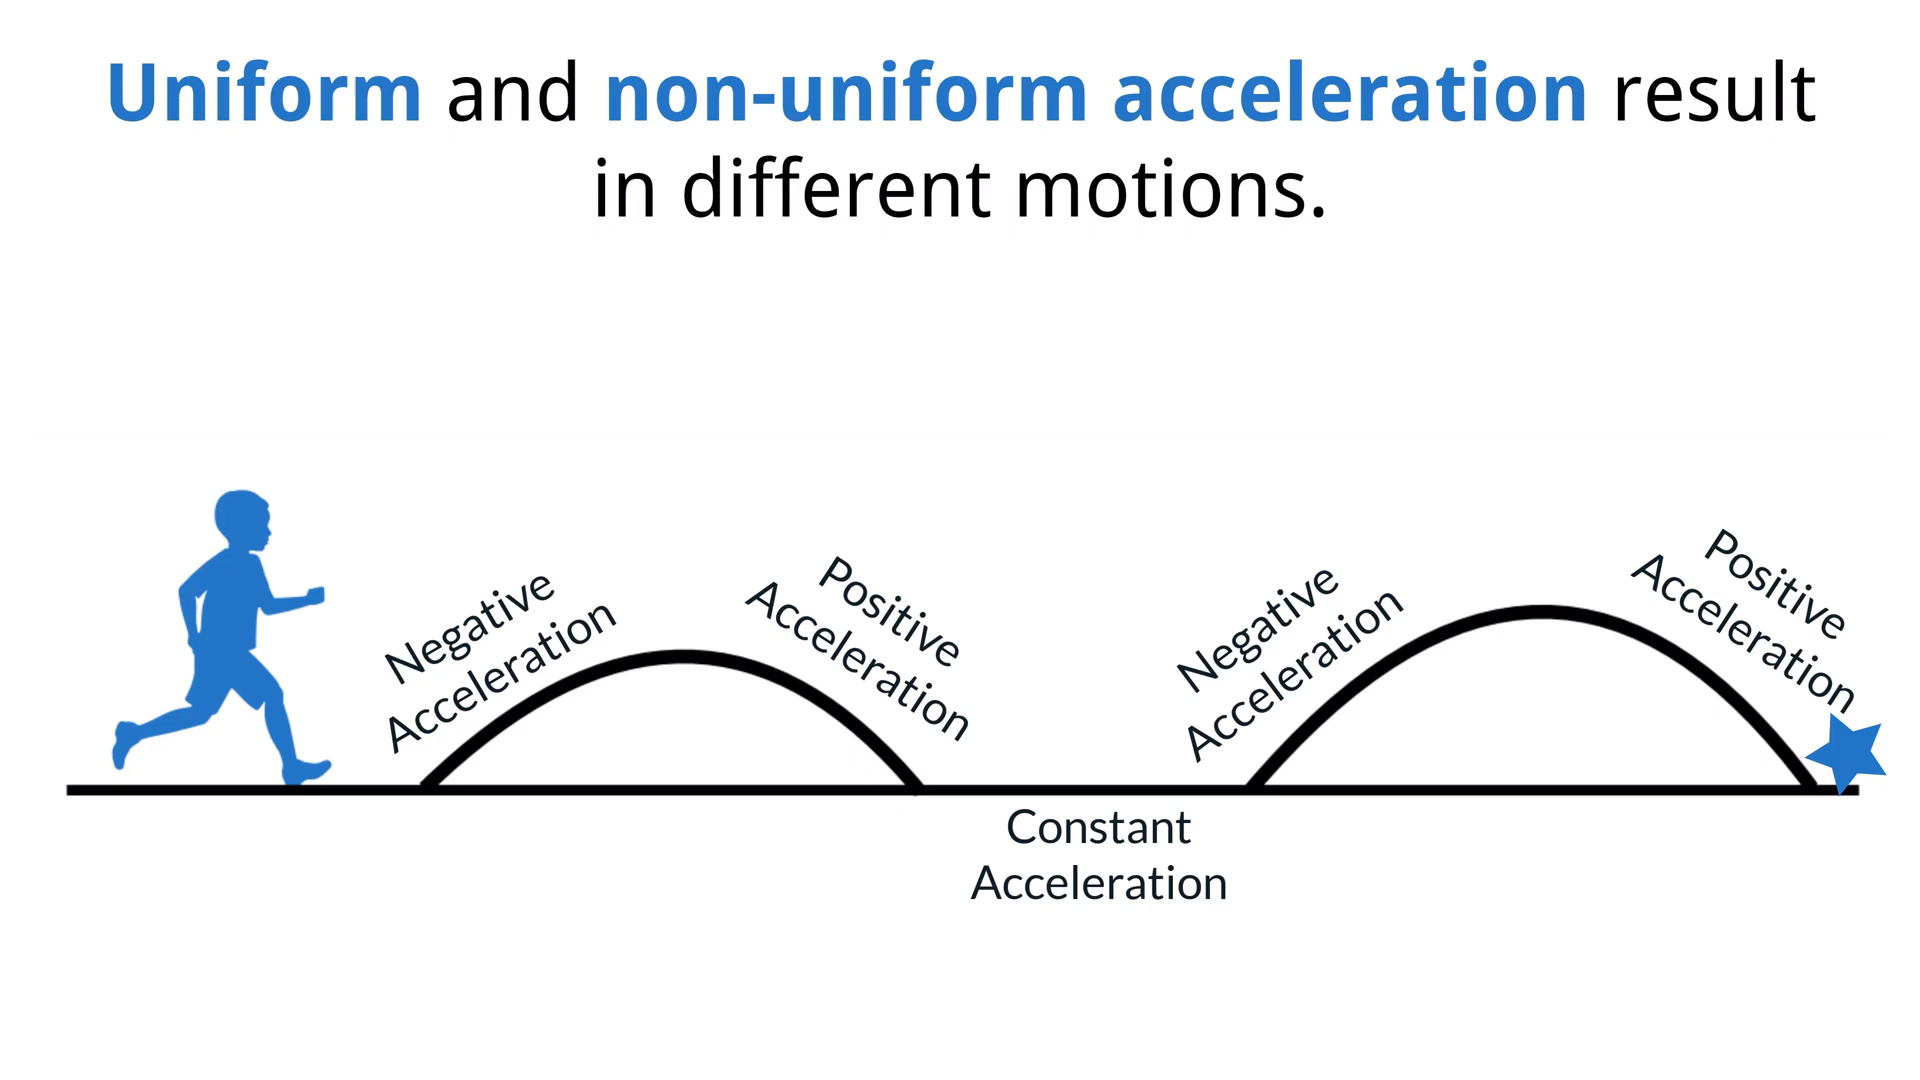 Uniform and non-uniform acceleration result
in different motions.
Negative
Acceleration
Positive
Acceleration
Negative
Acceleration
Positive
Acceleration
Constant
Acceleration